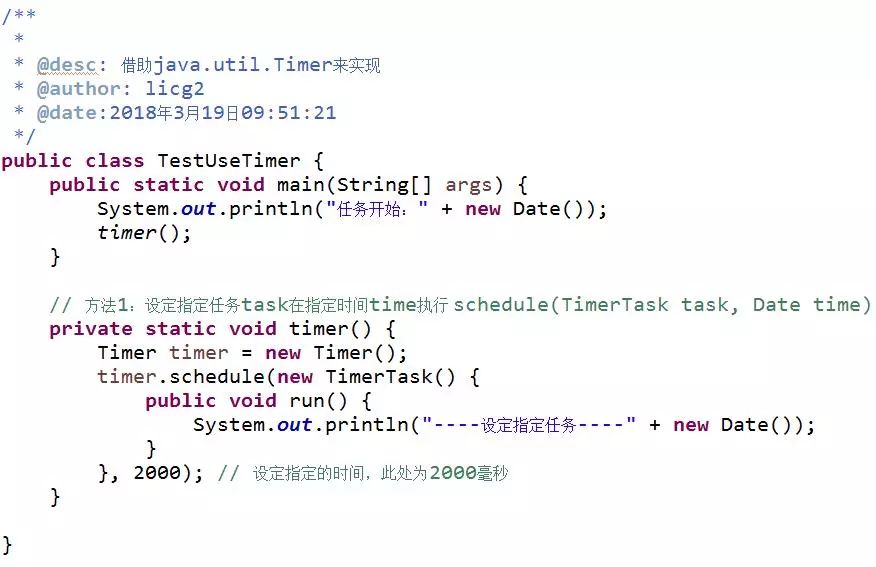 /**
 *
 * @desc: 借助java.util.Timer来实现
 * @author: licg2
 * @date:2018年3月19日09:51:21
 */
public class TestUseTimer {
    public static void main(String[] args) {
        System.out.println("任务开始：" + new Date());
        timer();
    }

    // 方法1：设定指定任务task在指定时间time执行 schedule(TimerTask task, Date time)
    private static void timer() {
        Timer timer = new Timer();
        timer.schedule(new TimerTask() {
            public void run() {
                System.out.println("----设定指定任务----" + new Date());
            }
        }, 2000); // 设定指定的时间，此处为2000毫秒
    }

}